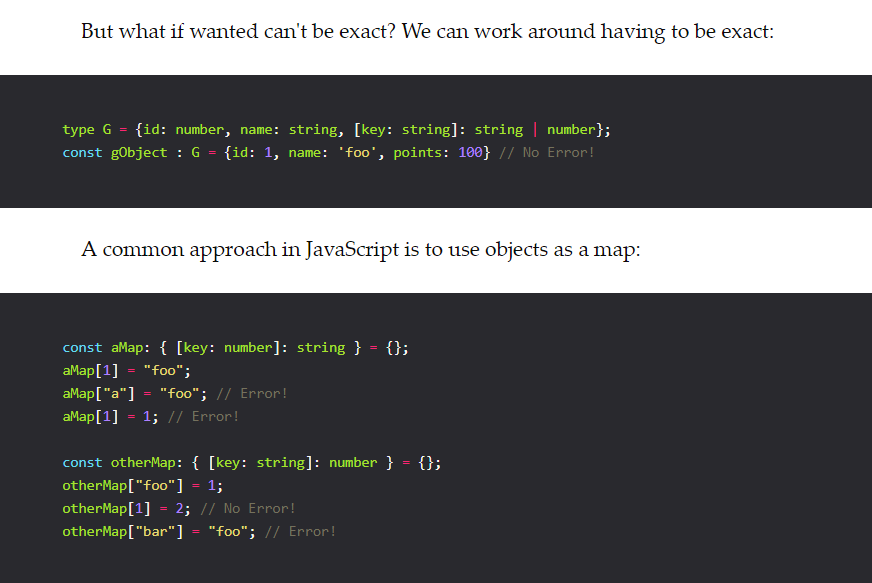 But what if wanted can't be exact? We can work around having to be exact:
type G = {id: number, name: string, [key: string]: string | number};
const gObject : G = {id: 1, name: 'foo', points: 100} // No Error!
A common approach in JavaScript is to use objects as a map:
const aMap: { [key: number]: string } = {};
aMap[1] = "foo";
aMap["a"] = "foo"; // Error!
aMap[1] = 1; // Error!
const otherMap: { [key: string]: number } = {};
otherMap["foo"] = 1;
otherMap[1] = 2; // No Error!
otherMap["bar"] = "foo"; // Error!